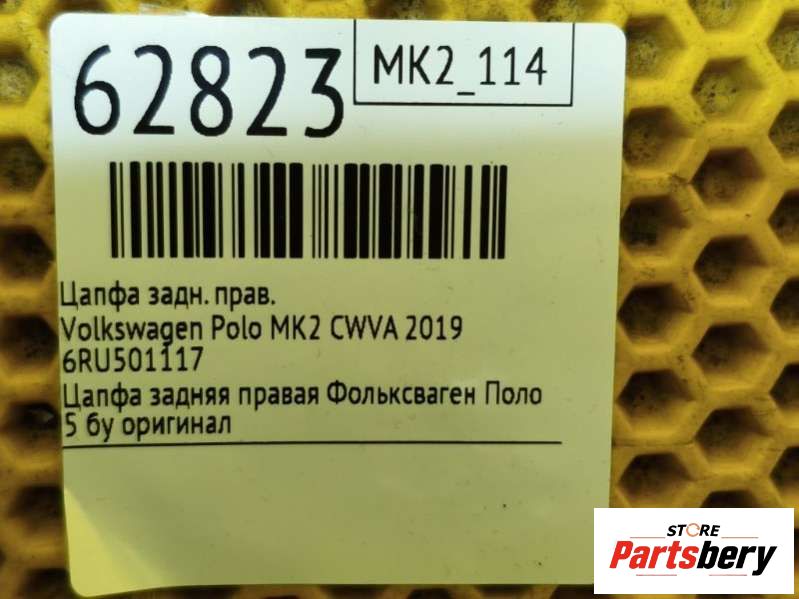 62823
MK2_114
Цапфа задн. прав.
Volkswagen Polo MK2 CWVA 2019
6RU501117
Цапфа задняя правая Фольксваген Поло
5 бу оригинал
STORE
Partsbery